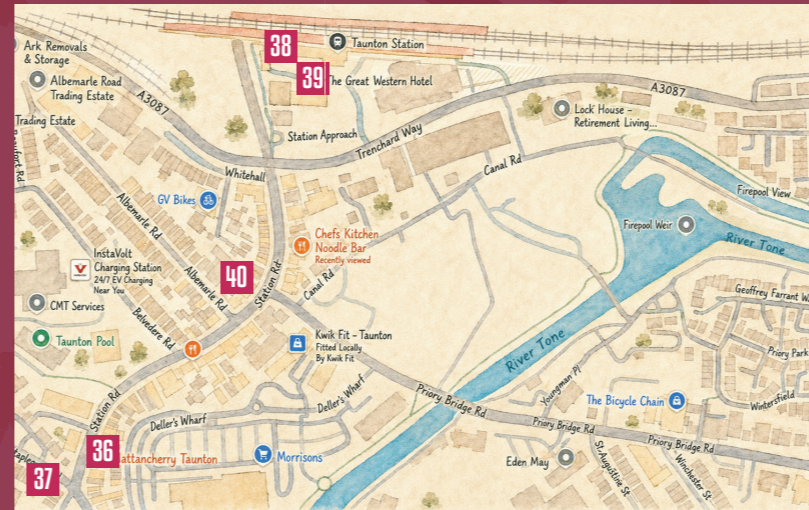 38
Taunton Station
Ark Removals
& Storage
39
The Great Western Hotel
Albemarle Road
Trading Estate
A3087
A3087
Lock House -
Retirement Living...
Trading Estate
Station Approach
Trenchard Way
Canal Rd
Whitehall
GV Bikes
Albemarle Rd
Firepool View
Firepool Weir
River Tone
Chefs Kitchen
Noodle Bar
Recently viewed
InstaVolt
Charging Station
24/7 EV Charging
Near You
40
Station Rd
Canal Rd
Albemarle Rd
Geoffrey Farrant W
CMT Services
Belvedere Rd
Taunton Pool
Kwik Fit - Taunton
Fitted Locally
By Kwik Fit
River Tone
Priory Park
Youngman Pl
Station Rd
Deller's Wharf
Deller's Wharf
Priory Bridge Rd
The Bicycle Chain
Wintersfield
Priory Bridge Rd
Priory Bridge Rd
36
attancherry Taunton
Morrisons
Eden May
St Augustine St
Winchester St
37